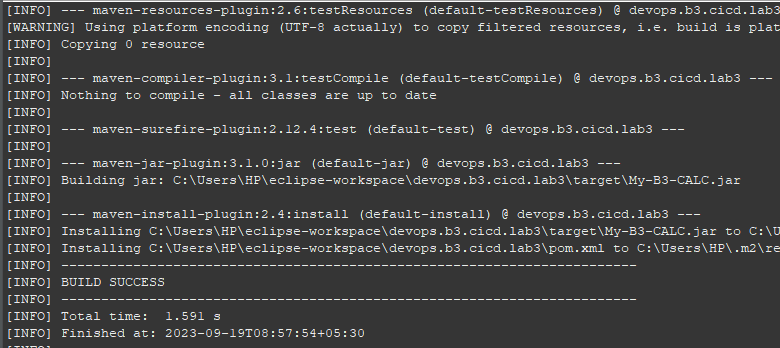 [INFO] --- maven-resources-plugin:2.6:testResources (default-testResources) @ devops.b3.cicd.lab3
[WARNING] Using platform encoding (UTF-8 actually) to copy filtered resources, i.e. build is plat
[INFO] Copying 0 resource
[INFO]
[INFO] --- maven-compiler-plugin:3.1:testCompile (default-testCompile) @ devops.b3.cicd.lab3 ---
[INFO] Nothing to compile - all classes are up to date
[INFO]
[INFO] --- maven-surefire-plugin:2.12.4:test (default-test) @ devops.b3.cicd.lab3 ---
[INFO]
[INFO] --- maven-jar-plugin:3.1.0:jar (default-jar) @ devops.b3.cicd.lab3 ---
[INFO] Building jar: C:\Users\HP\eclipse-workspace\devops.b3.cicd.lab3\target\My-B3-CALC.jar
[INFO]
[INFO] --- maven-install-plugin:2.4:install (default-install) @ devops.b3.cicd.lab3 ---
[INFO] Installing C:\Users\HP\eclipse-workspace\devops.b3.cicd.lab3\target\My-B3-CALC.jar to C:\U
[INFO] Installing C:\Users\HP\eclipse-workspace\devops.b3.cicd.lab3\pom.xml to C:\Users\HP\.m2\re
[INFO] ------------------------------------------------------------------------
[INFO] BUILD SUCCESS
[INFO] ------------------------------------------------------------------------
[INFO] Total time:  1.591 s
[INFO] Finished at: 2023-09-19T08:57:54+05:30